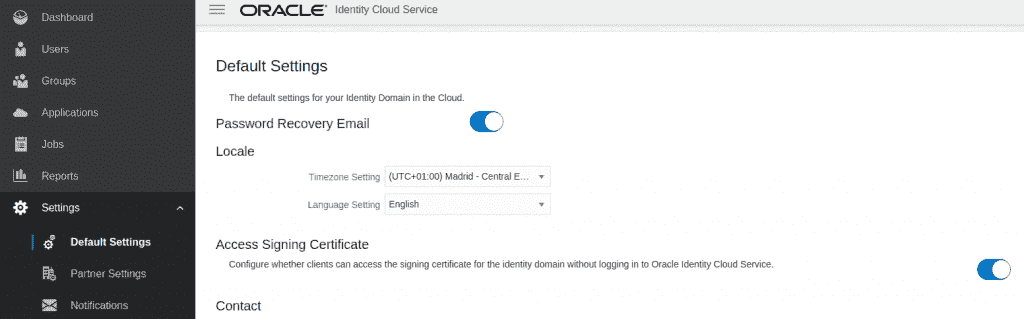 Dashboard
Users
Groups
Applications
Jobs
Reports
Settings
Default Settings
Partner Settings
Notifications
ORACLE® Identity Cloud Service
Default Settings
The default settings for your Identity Domain in the Cloud.
Password Recovery Email
Locale
Timezone Setting (UTC+01:00) Madrid - Central E...
Language Setting English
Access Signing Certificate
Configure whether clients can access the signing certificate for the identity domain without logging in to Oracle Identity Cloud Service.
Contact